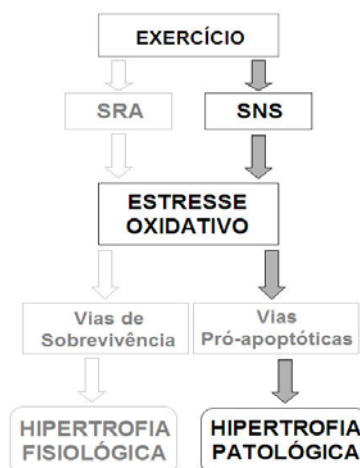 EXERCÍCIO
SRA
SNS
ESTRESSE
OXIDATIVO
Vias de
Sobrevivência
Vias
Pró-apoptóticas
HIPERTROFIA
FISIOLÓGICA
HIPERTROFIA
PATOLÓGICA